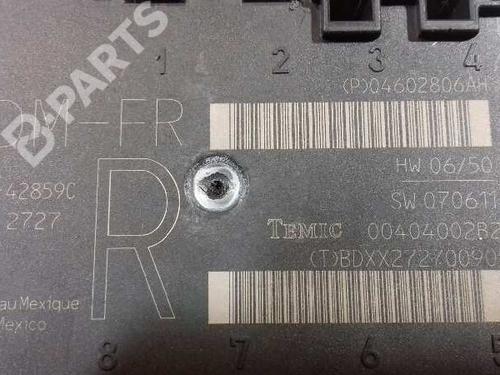 1 2 3 4
(P)04602806AH
DM-FR
R
HW 06/50
42859C
SW 070611
2727
TEMIC 00404002B2
(T)BDXX27270090
au Mexique
Mexico
8 7 6 5
B-PARTS